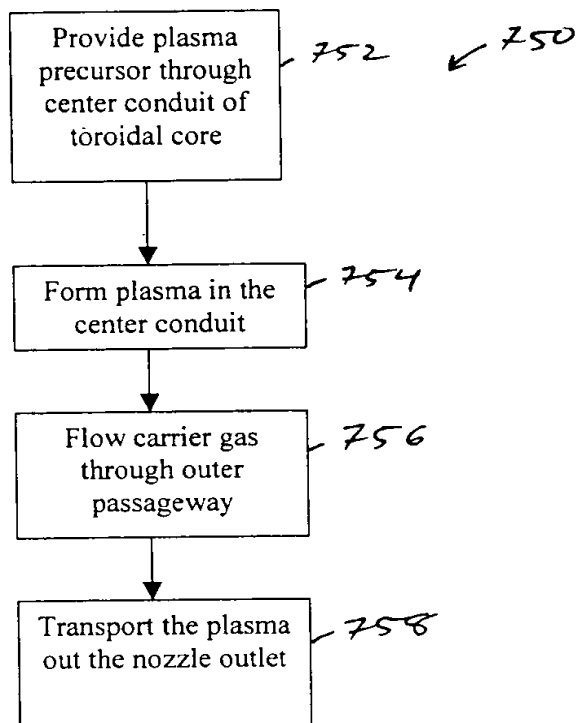 Provide plasma
precursor through
center conduit of
toroidal core
752
750
Form plasma in the
center conduit
754
Flow carrier gas
through outer
passageway
756
Transport the plasma
out the nozzle outlet
758